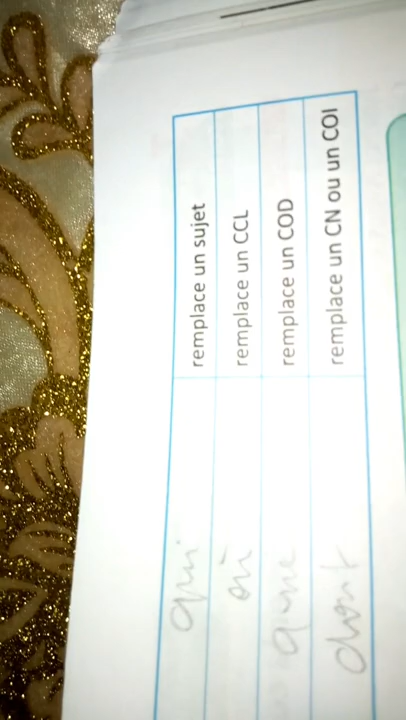 qui remplace un sujet
où remplace un CCL
que remplace un COD
dont remplace un CN ou un COI